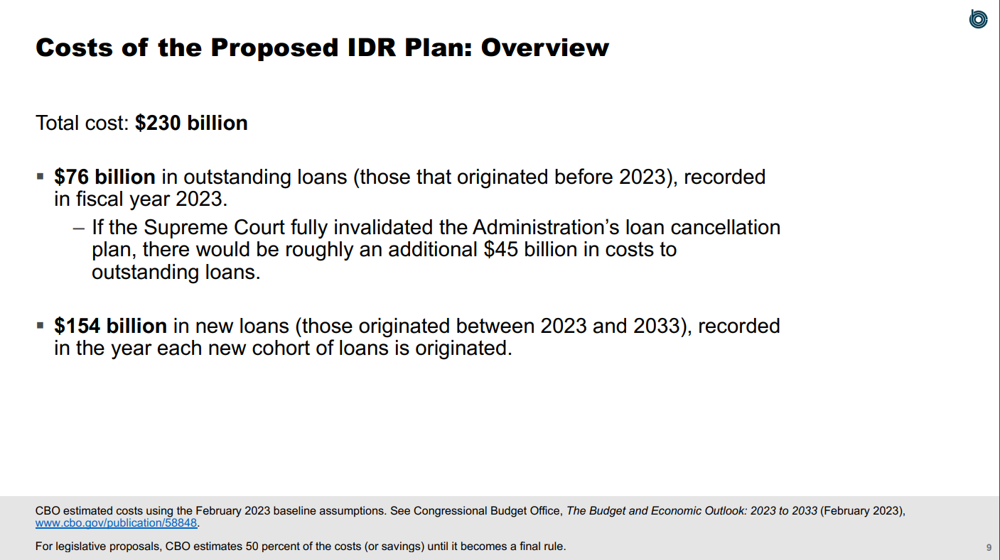 Costs of the Proposed IDR Plan: Overview
Total cost: $230 billion
▪ $76 billion in outstanding loans (those that originated before 2023), recorded
in fiscal year 2023.
– If the Supreme Court fully invalidated the Administration’s loan cancellation
plan, there would be roughly an additional $45 billion in costs to
outstanding loans.
▪ $154 billion in new loans (those originated between 2023 and 2033), recorded
in the year each new cohort of loans is originated.
CBO estimated costs using the February 2023 baseline assumptions. See Congressional Budget Office, The Budget and Economic Outlook: 2023 to 2033 (February 2023),
www.cbo.gov/publication/58848.
For legislative proposals, CBO estimates 50 percent of the costs (or savings) until it becomes a final rule.
9